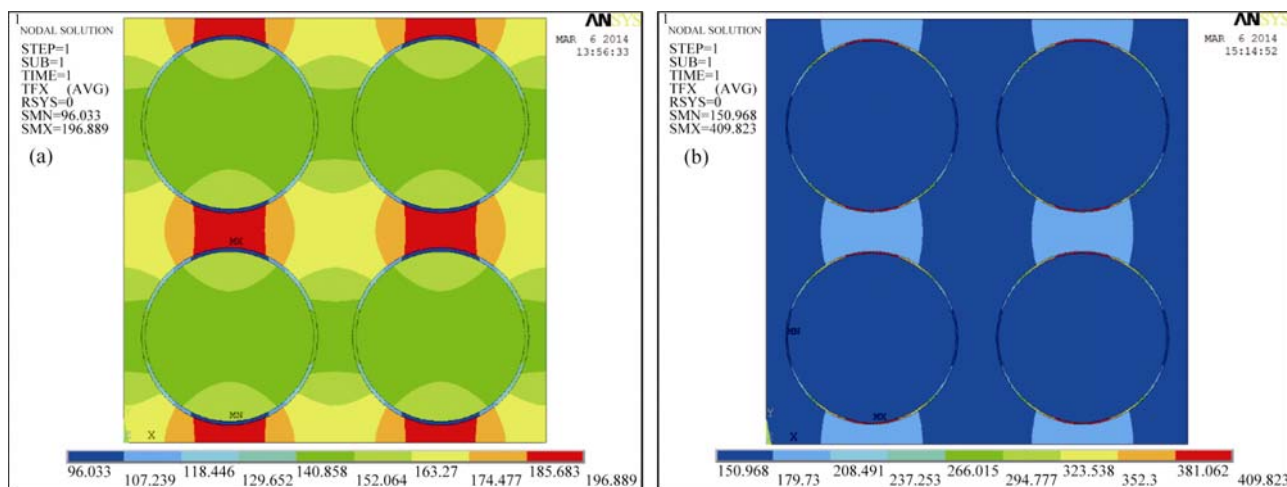 1
NODAL SOLUTION
STEP=1
SUB=1
TIME=1
TFX (AVG)
RSYS=0
SMN=96.033
SMX=196.889
(a)
ANSYS
MAR 6 2014
13:56:33
MX
MN
X
96.033 118.446 140.858 163.27 185.683
107.239 129.652 152.064 174.477 196.889
1
NODAL SOLUTION
STEP=1
SUB=1
TIME=1
TFX (AVG)
RSYS=0
SMN=150.968
SMX=409.823
(b)
ANSYS
MAR 6 2014
15:14:52
MN
MX
Y
X
150.968 208.491 266.015 323.538 381.062
179.73 237.253 294.777 352.3 409.823